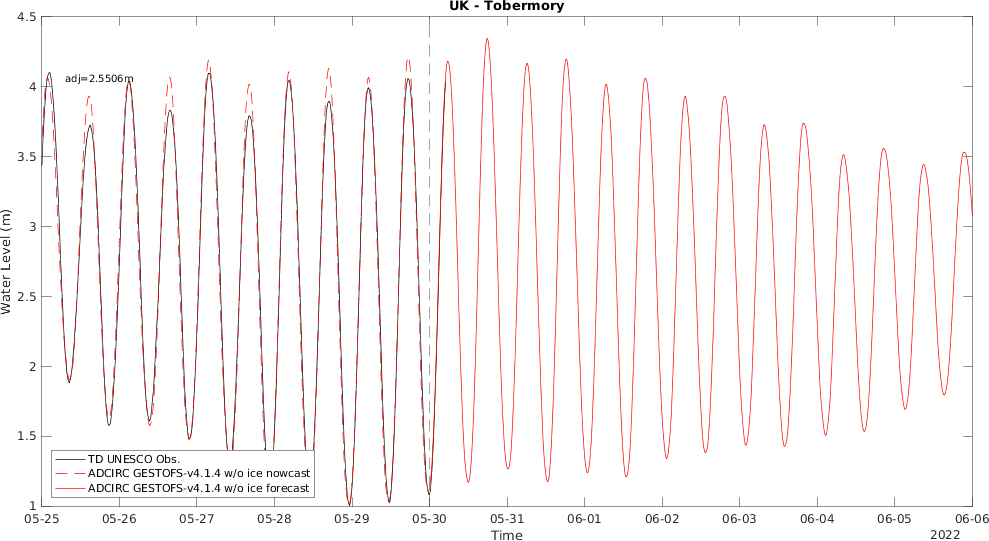 UK - Tobermory
4.5
4
3.5
3
2.5
2
1.5
1
Water Level (m)
adj=2.5506m
TD UNESCO Obs.
ADCIRC GESTOFS-v4.1.4 w/o ice nowcast
ADCIRC GESTOFS-v4.1.4 w/o ice forecast
05-25 05-26 05-27 05-28 05-29 05-30 05-31 06-01 06-02 06-03 06-04 06-05 06-06
Time
2022